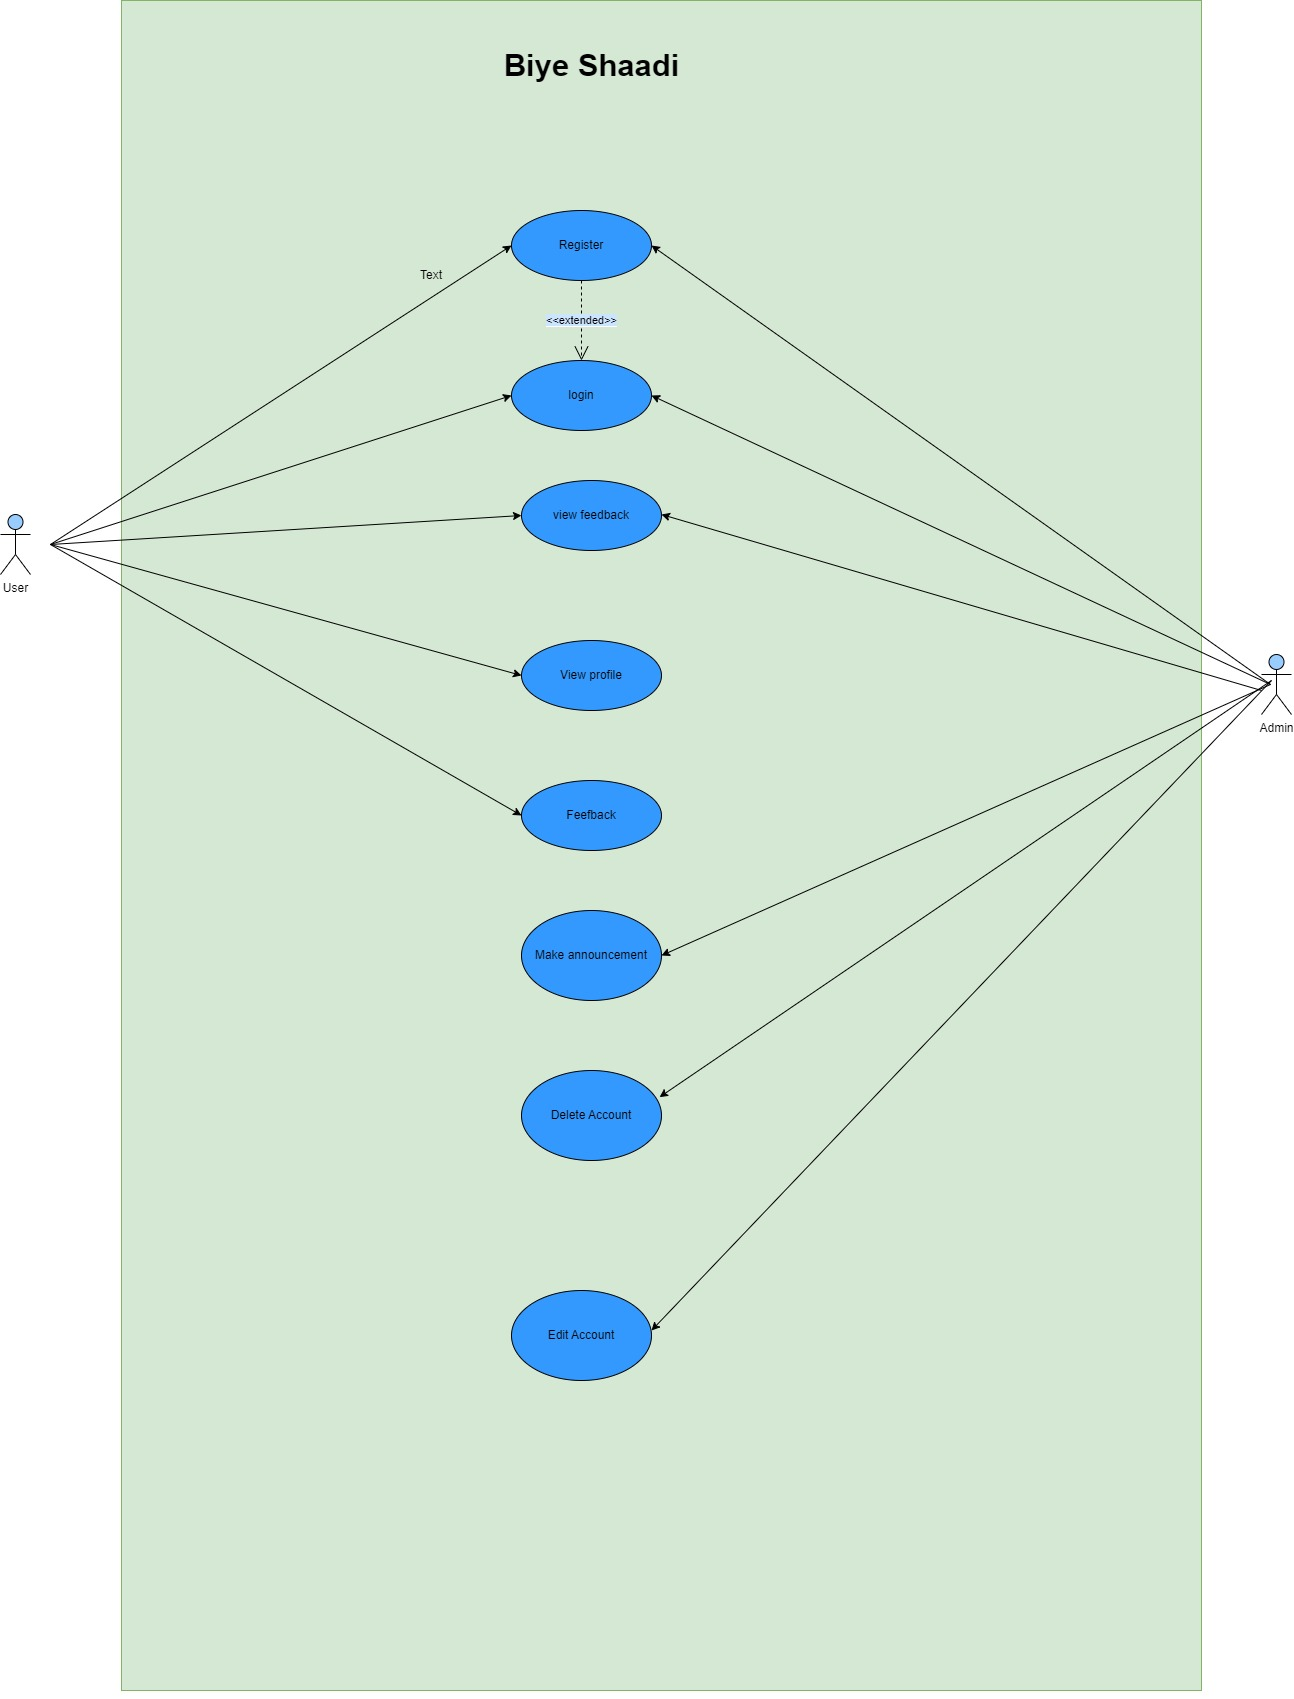 Biye Shaadi
Register
Text
<<extended>>
login
view feedback
User
View profile
Admin
Feefback
Make announcement
Delete Account
Edit Account